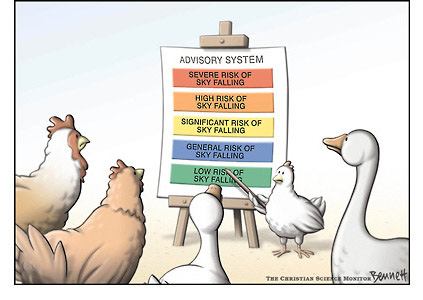 ADVISORY SYSTEM
SEVERE RISK OF
SKY FALLING
HIGH RISK OF
SKY FALLING
SIGNIFICANT RISK OF
SKY FALLING
GENERAL RISK OF
SKY FALLING
LOW RISK OF
SKY FALLING
THE CHRISTIAN SCIENCE MONITOR Bennett